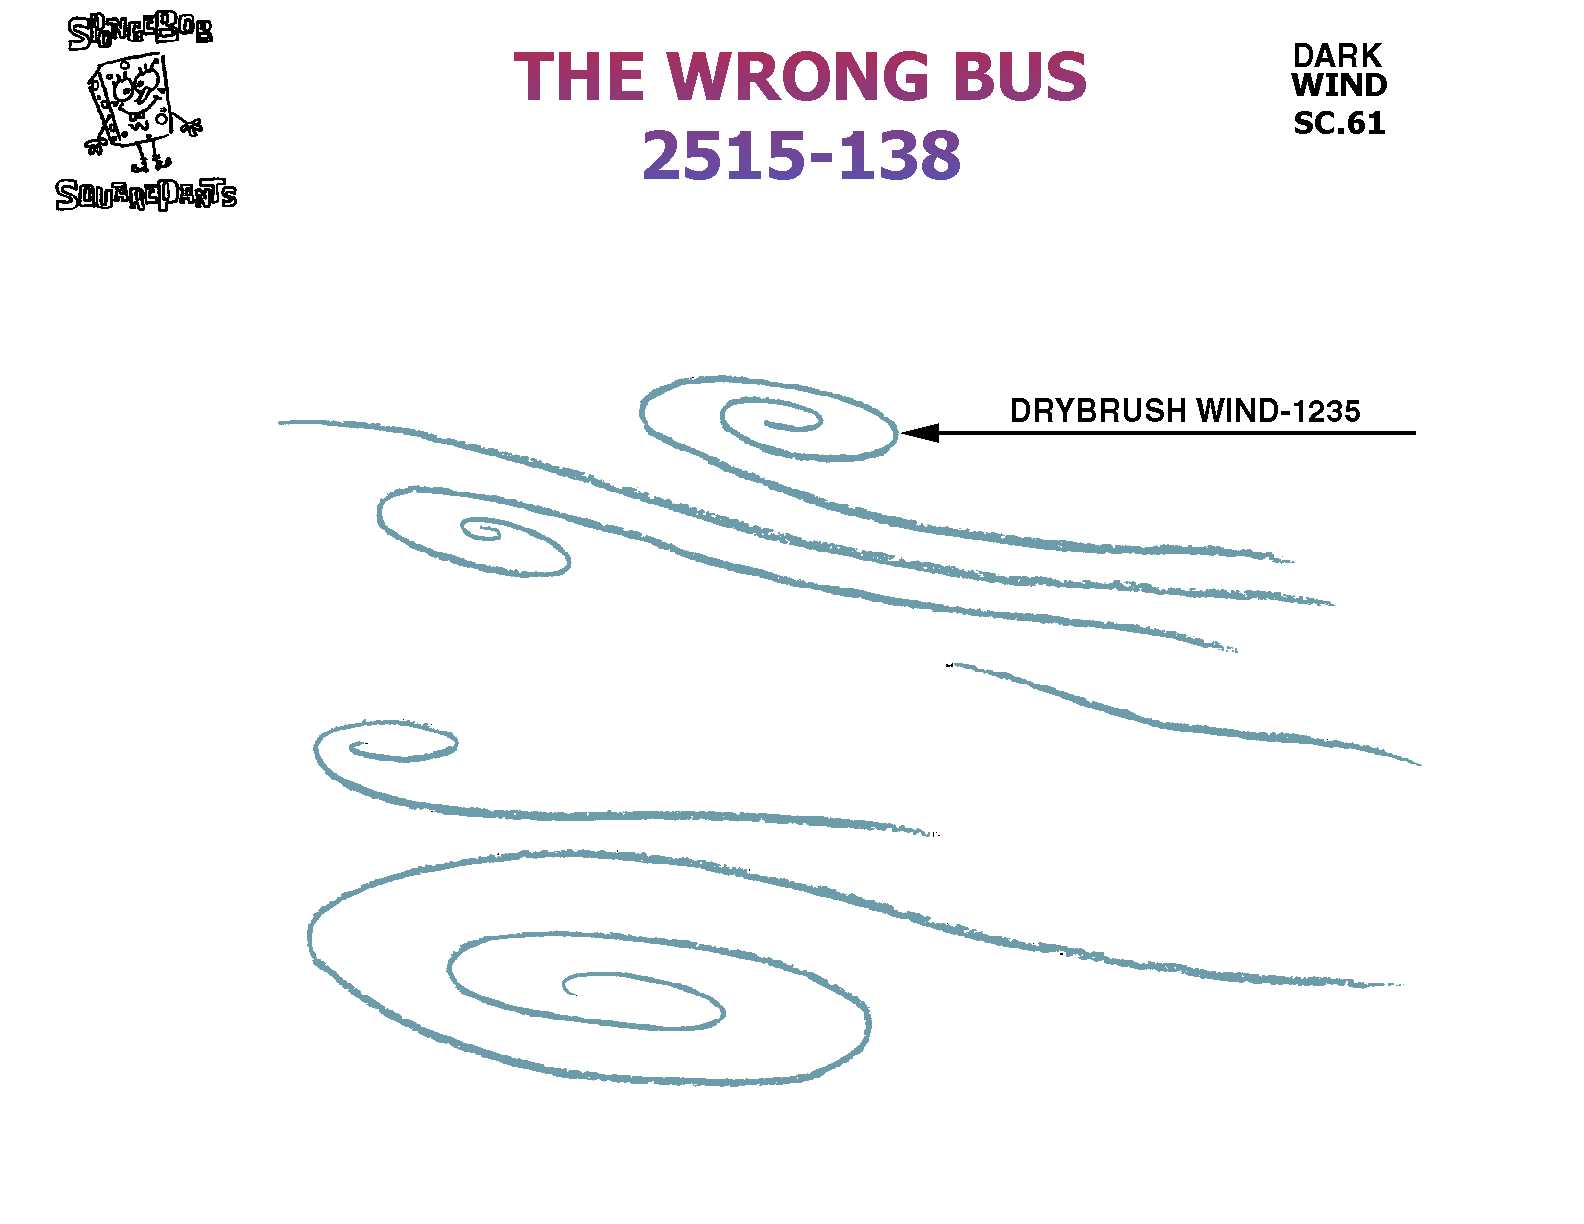 SPONGEBOB
SQUAREPANTS
THE WRONG BUS
2515-138
DARK
WIND
SC.61
DRYBRUSH WIND-1235